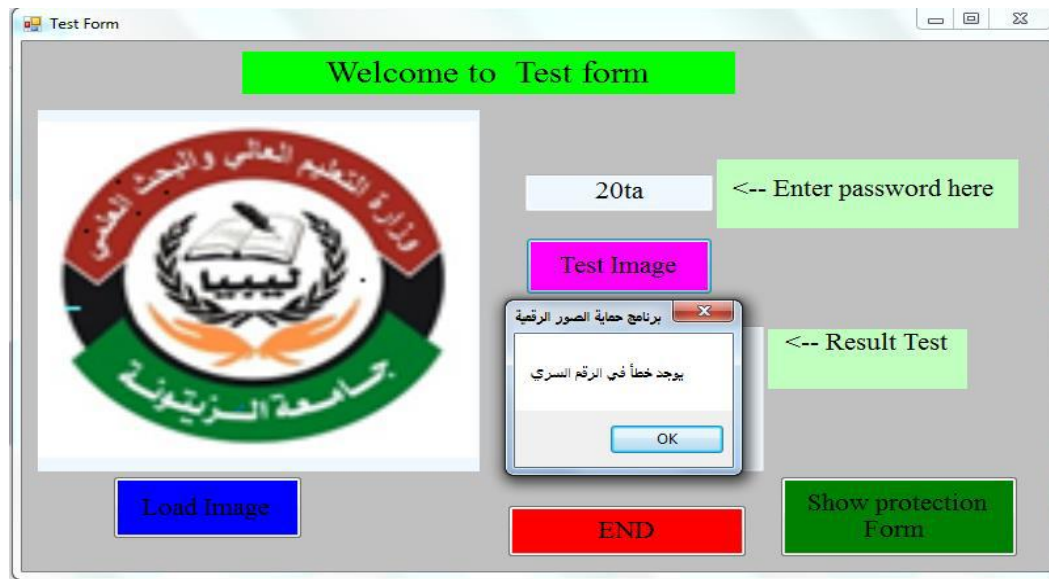 Test Form
Welcome to Test form
وزارة التعليم العالي والبحث العلمي
ليبيا
جامعة الزيتونة
20ta
<-- Enter password here
Test Image
برنامج حماية الصور الرقمية
يوجد خطأ في الرقم السري
OK
<-- Result Test
Load Image
END
Show protection
Form